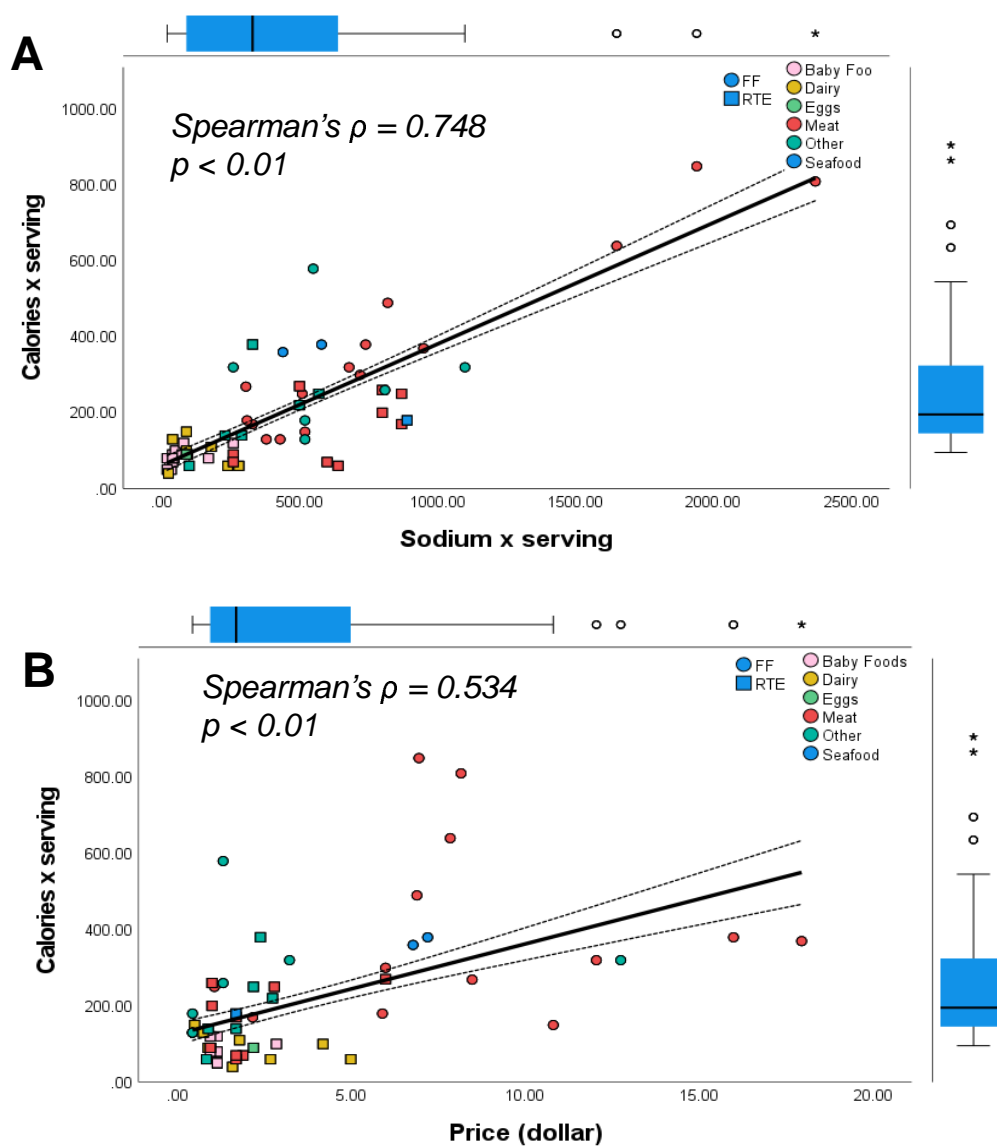 A
Baby Foo
FF
Dairy
RTE
Eggs
Meat
Other
Seafood
Spearman's ρ = 0.748
p < 0.01
1000.00
800.00
600.00
400.00
200.00
.00
Calories x serving
.00 500.00 1000.00 1500.00 2000.00 2500.00
Sodium x serving
B
Baby Foods
FF
Dairy
RTE
Eggs
Meat
Other
Seafood
Spearman's ρ = 0.534
p < 0.01
1000.00
800.00
600.00
400.00
200.00
.00
Calories x serving
.00 5.00 10.00 15.00 20.00
Price (dollar)